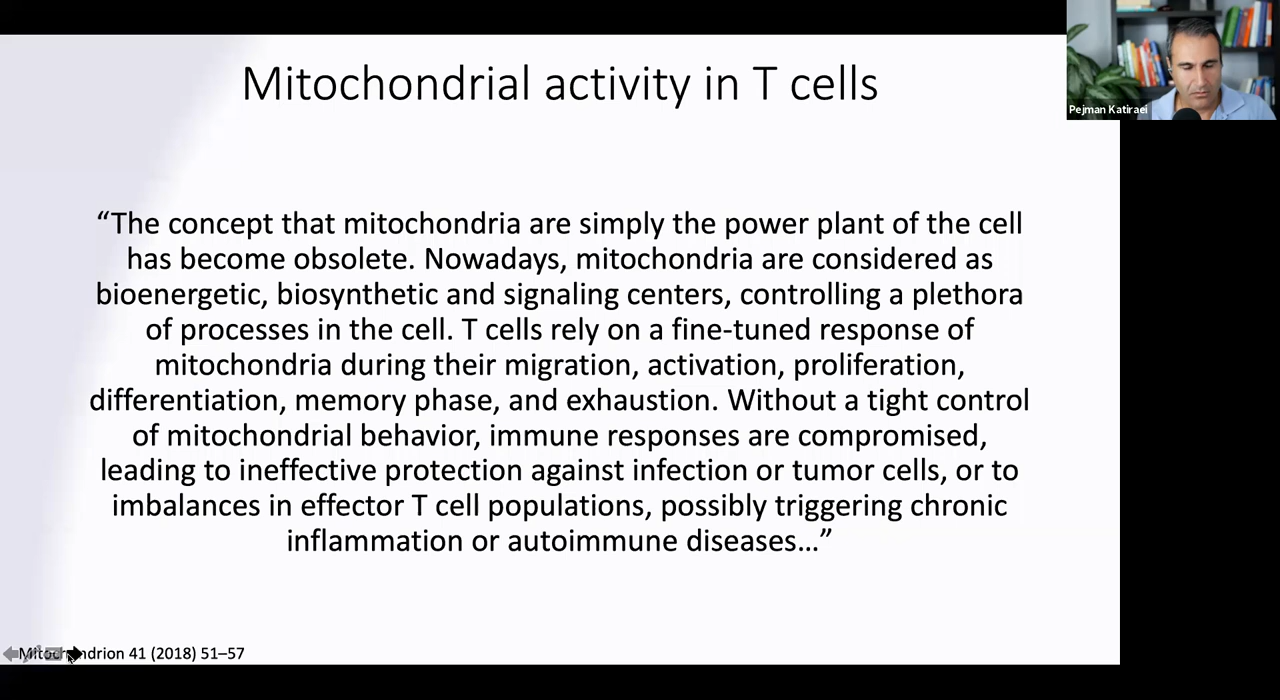 Mitochondrial activity in T cells
Pejman Katiraei
“The concept that mitochondria are simply the power plant of the cell
has become obsolete. Nowadays, mitochondria are considered as
bioenergetic, biosynthetic and signaling centers, controlling a plethora
of processes in the cell. T cells rely on a fine-tuned response of
mitochondria during their migration, activation, proliferation,
differentiation, memory phase, and exhaustion. Without a tight control
of mitochondrial behavior, immune responses are compromised,
leading to ineffective protection against infection or tumor cells, or to
imbalances in effector T cell populations, possibly triggering chronic
inflammation or autoimmune diseases…”
Mitochondrion 41 (2018) 51–57